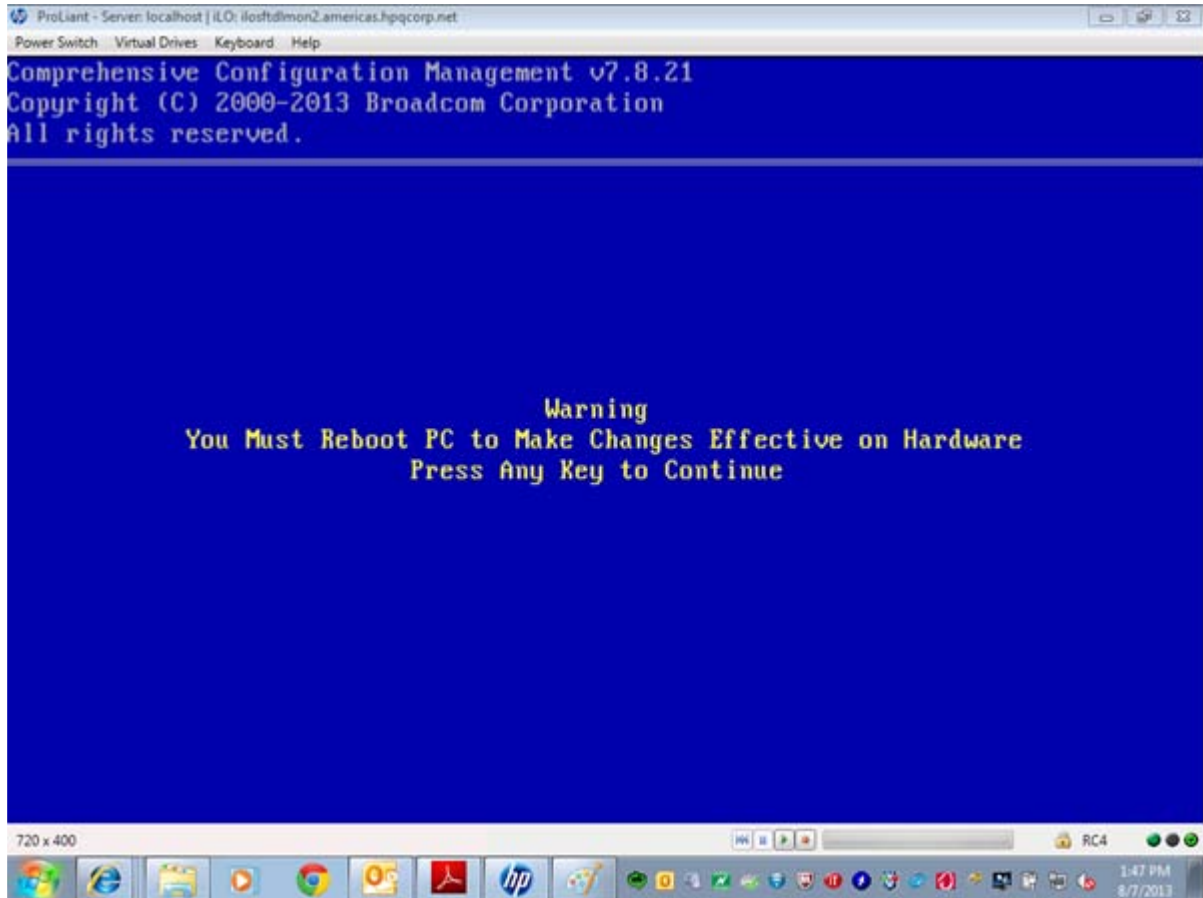 ProLiant - Server: localhost | iLO: ilosftdlmon2.americas.hpqcorp.net
Power Switch Virtual Drives Keyboard Help
Comprehensive Configuration Management v7.8.21
Copyright (C) 2000-2013 Broadcom Corporation
All rights reserved.
Warning
You Must Reboot PC to Make Changes Effective on Hardware
Press Any Key to Continue
720 x 400
RC4
hp
1:47 PM
8/7/2013